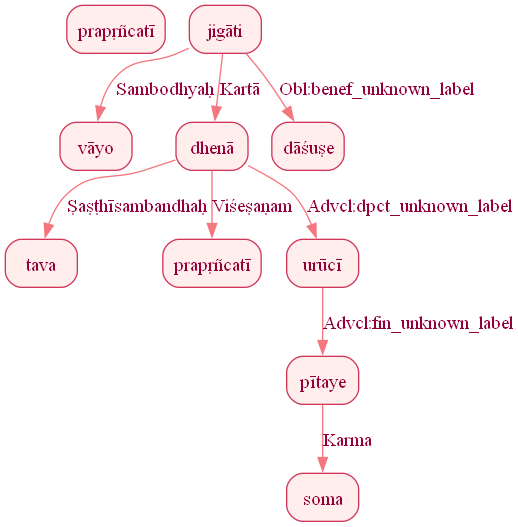 prapṛñcatī jigāti
Sambodhyaḥ Kartā Obl:benef_unknown_label
vāyo dhenā dāśuṣe
Ṣaṣṭhīsambandhaḥ Viśeṣaṇam Advcl:dpct_unknown_label
tava prapṛñcatī urūcī
Advcl:fin_unknown_label
pītaye
Karma
soma